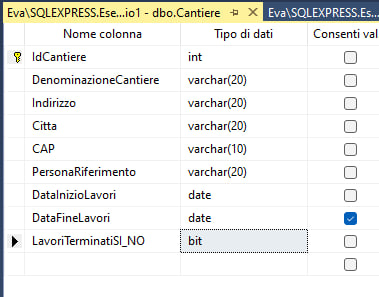 Eva\SQLEXPRESS.Ese...io1 - dbo.Cantiere Eva\SQLEXPRESS.Es
Nome colonna Tipo di dati Consenti val
IdCantiere int
DenominazioneCantiere varchar(20)
Indirizzo varchar(20)
Citta varchar(20)
CAP varchar(10)
PersonaRiferimento varchar(20)
DataInizioLavori date
DataFineLavori date
LavoriTerminatiSI_NO bit